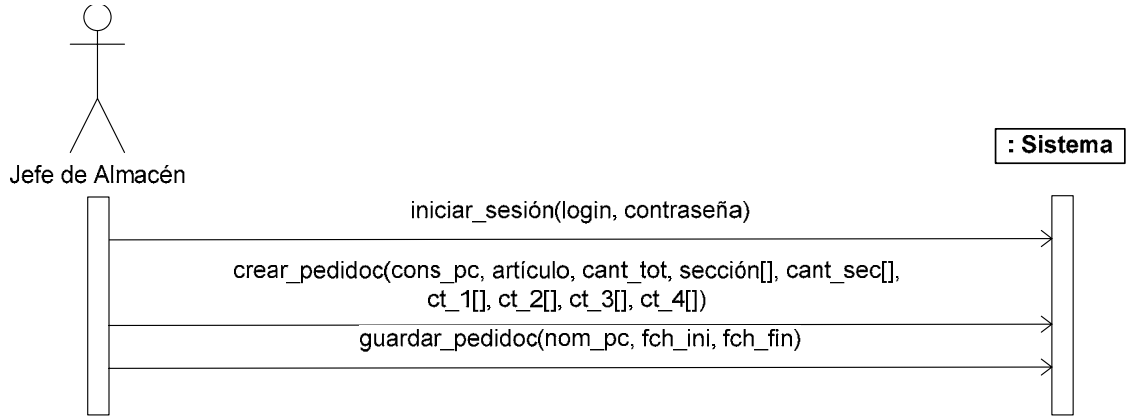 : Sistema
Jefe de Almacén
iniciar_sesión(login, contraseña)
crear_pedidoc(cons_pc, artículo, cant_tot, sección[], cant_sec[],
ct_1[], ct_2[], ct_3[], ct_4[])
guardar_pedidoc(nom_pc, fch_ini, fch_fin)